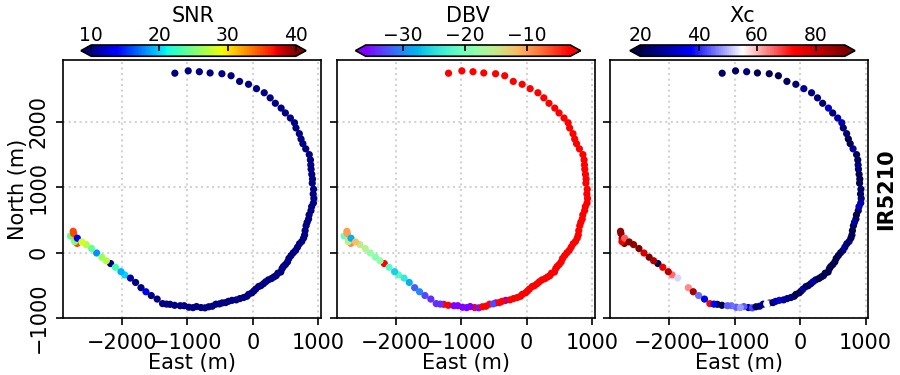 SNR
10 20 30 40
DBV
−30 −20 −10
Xc
20 40 60 80
North (m)
2000
1000
0
−1000
−2000 −1000 0 1000
East (m)
−2000 −1000 0 1000
East (m)
−2000 −1000 0 1000
East (m)
IR5210